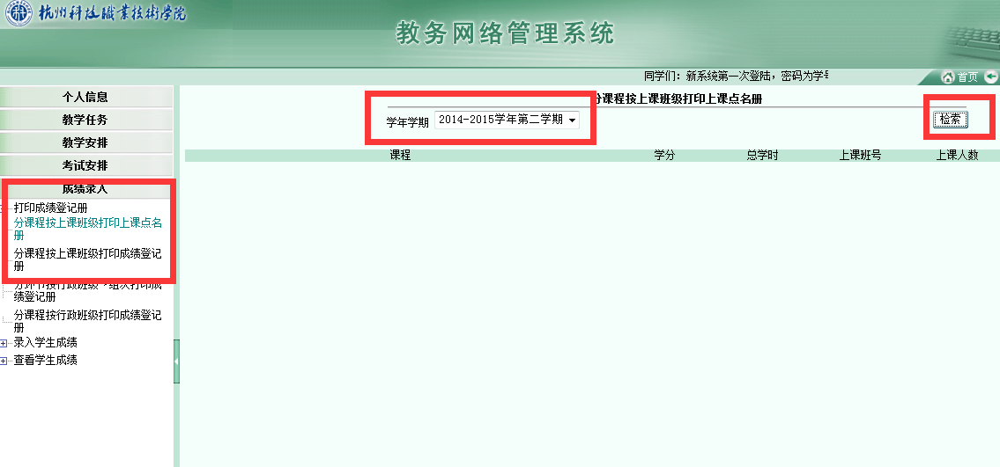 杭州科技職業技術學院
教务网络管理系统
同学们：新系统第一次登陆，密码为学号
首页
个人信息
教学任务
教学安排
考试安排
成绩录入
打印成绩登记册
分课程按上课班级打印上课点名
册
分课程按上课班级打印成绩登记
册
分环节按行政班级、组次打印成
绩登记册
分课程按行政班级打印成绩登记
册
录入学生成绩
查看学生成绩
分课程按上课班级打印上课点名册
学年学期 2014-2015学年第二学期
检索
课程 学分 总学时 上课班号 上课人数